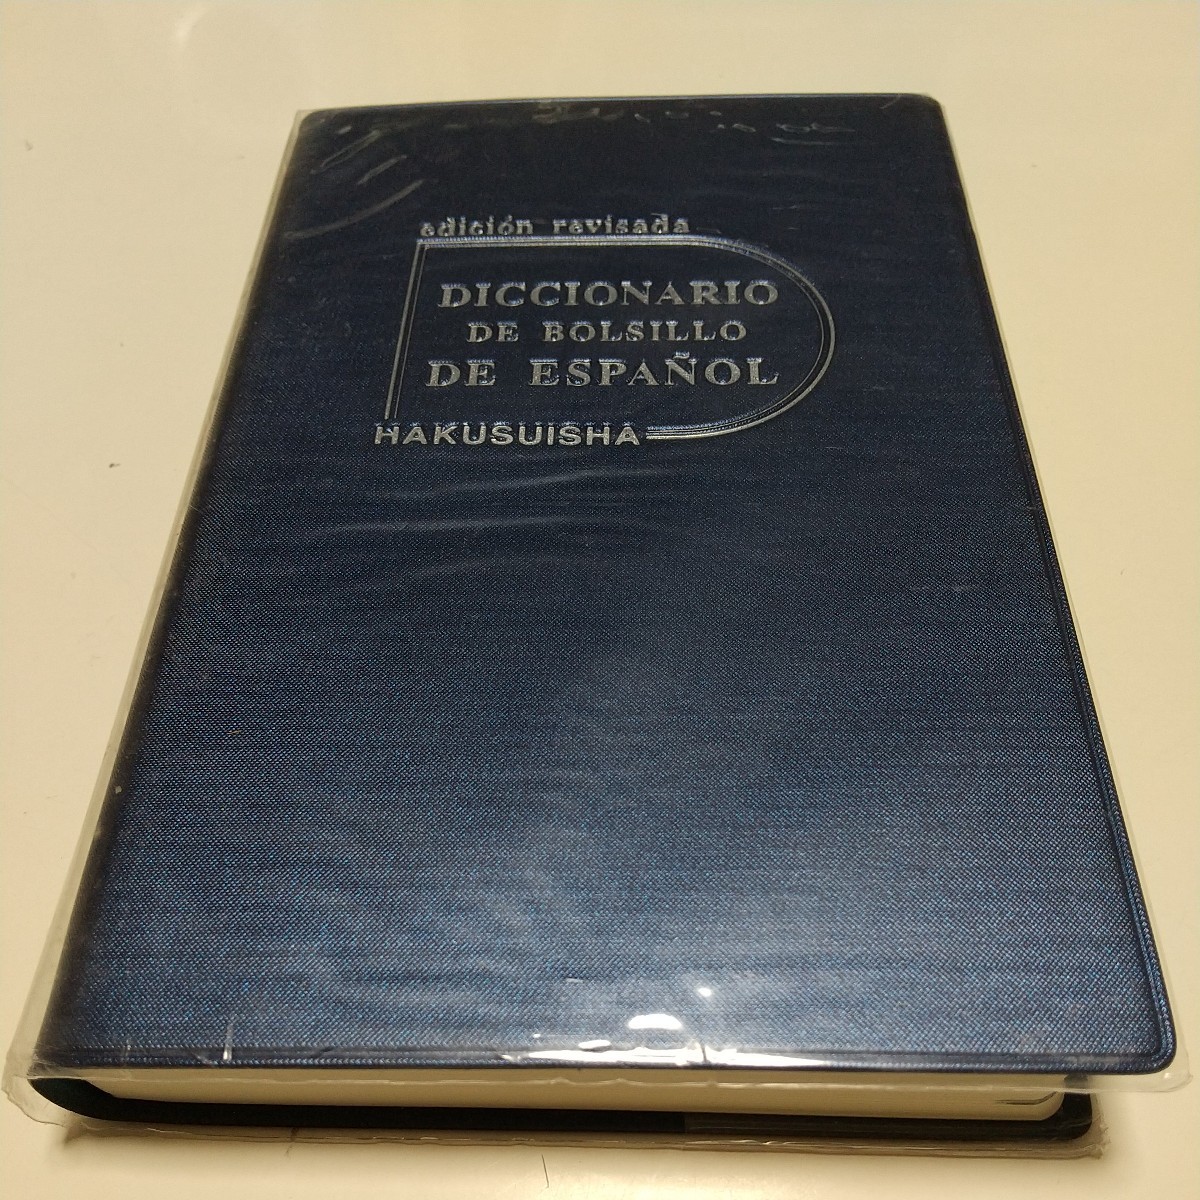 edición revisada
DICCIONARIO
DE BOLSILLO
DE ESPAÑOL
HAKUSUISHA